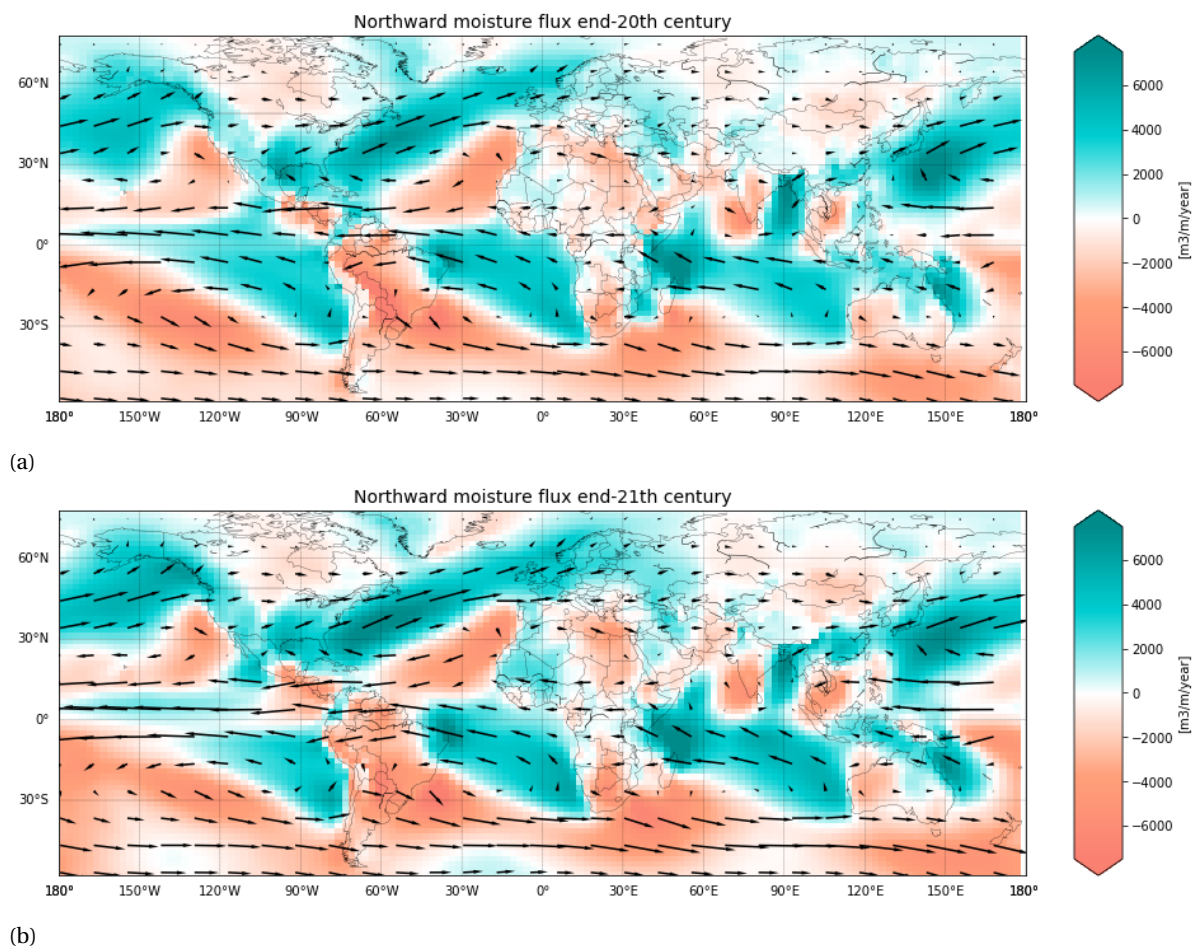 Northward moisture flux end-20th century
60°N
30°N
0°
30°S
180° 150°W 120°W 90°W 60°W 30°W 0° 30°E 60°E 90°E 120°E 150°E 180°
6000
4000
2000
0
−2000
−4000
−6000
[m3/m/year]
(a)
Northward moisture flux end-21th century
60°N
30°N
0°
30°S
180° 150°W 120°W 90°W 60°W 30°W 0° 30°E 60°E 90°E 120°E 150°E 180°
6000
4000
2000
0
−2000
−4000
−6000
[m3/m/year]
(b)